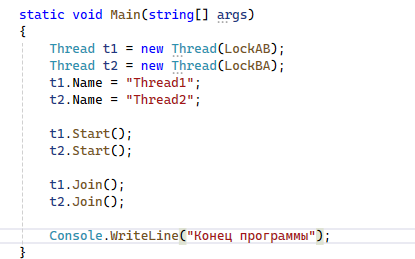 static void Main(string[] args)
{
    Thread t1 = new Thread(LockAB);
    Thread t2 = new Thread(LockBA);
    t1.Name = "Thread1";
    t2.Name = "Thread2";

    t1.Start();
    t2.Start();

    t1.Join();
    t2.Join();

    Console.WriteLine("Конец программы");
}